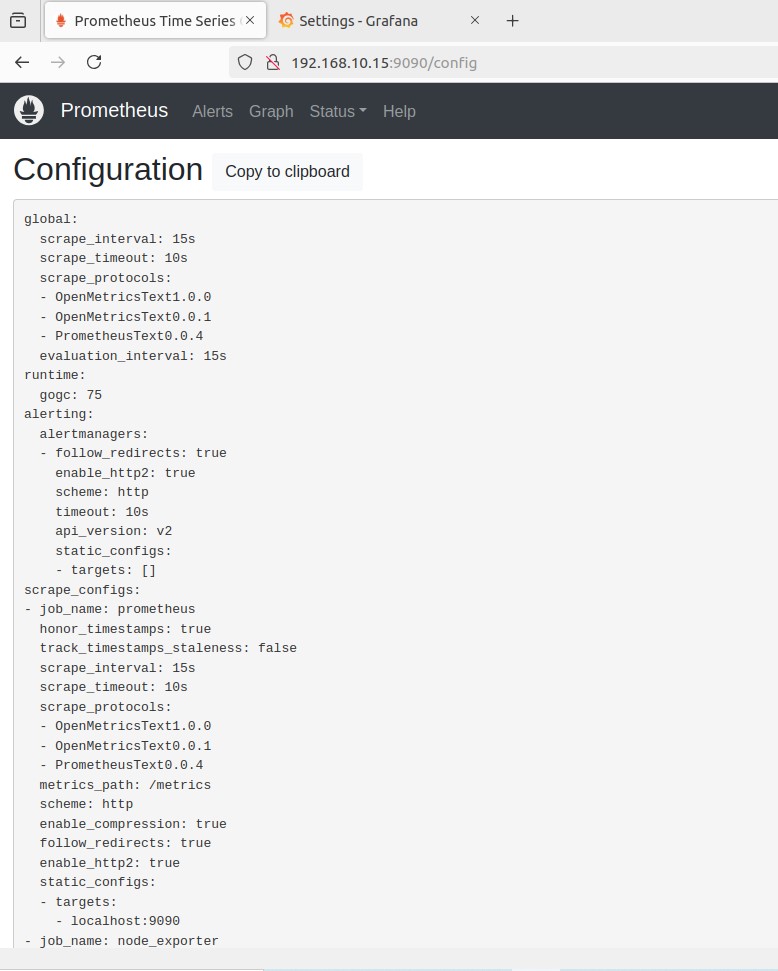 Prometheus Time Series
Settings - Grafana
192.168.10.15:9090/config
Prometheus Alerts Graph Status Help
Configuration Copy to clipboard
global:
  scrape_interval: 15s
  scrape_timeout: 10s
  scrape_protocols:
  - OpenMetricsText1.0.0
  - OpenMetricsText0.0.1
  - PrometheusText0.0.4
  evaluation_interval: 15s
runtime:
  gogc: 75
alerting:
  alertmanagers:
  - follow_redirects: true
    enable_http2: true
    scheme: http
    timeout: 10s
    api_version: v2
    static_configs:
    - targets: []
scrape_configs:
- job_name: prometheus
  honor_timestamps: true
  track_timestamps_staleness: false
  scrape_interval: 15s
  scrape_timeout: 10s
  scrape_protocols:
  - OpenMetricsText1.0.0
  - OpenMetricsText0.0.1
  - PrometheusText0.0.4
  metrics_path: /metrics
  scheme: http
  enable_compression: true
  follow_redirects: true
  enable_http2: true
  static_configs:
  - targets:
    - localhost:9090
- job_name: node_exporter